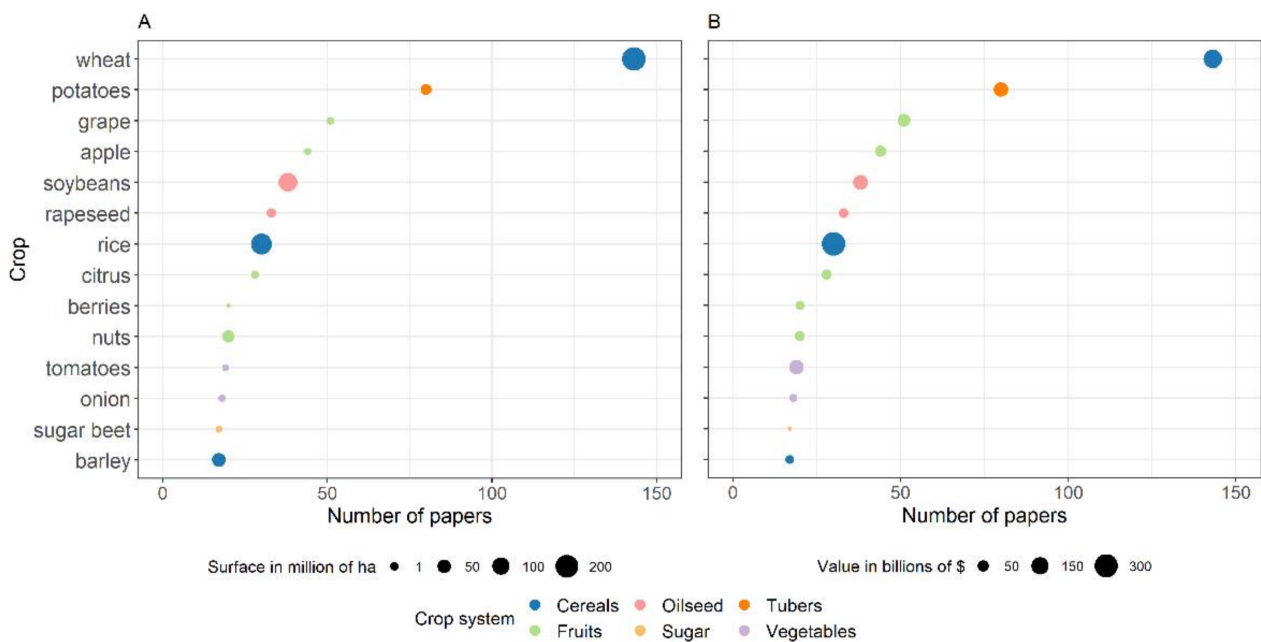 A
B
wheat
potatoes
grape
apple
soybeans
rapeseed
rice
citrus
berries
nuts
tomatoes
onion
sugar beet
barley
Crop
0 50 100 150
0 50 100 150
Number of papers
Number of papers
Surface in million of ha 1 50 100 200
Value in billions of $ 50 150 300
Crop system
Cereals Oilseed Tubers
Fruits Sugar Vegetables